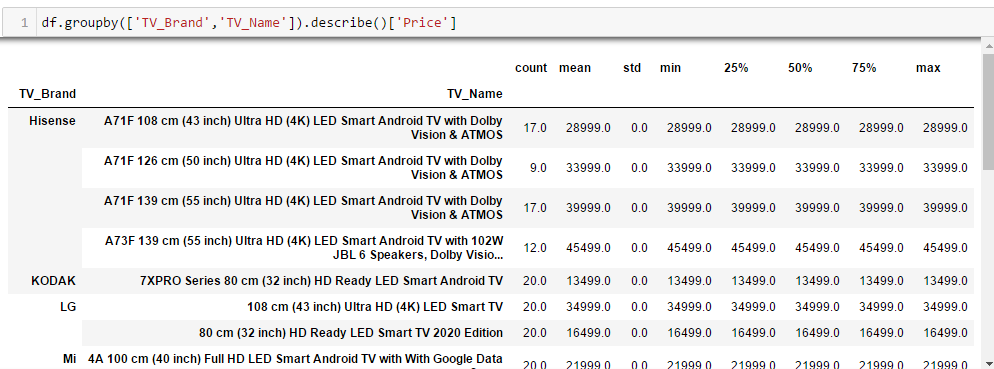 1 df.groupby(['TV_Brand','TV_Name']).describe()['Price']
count mean std min 25% 50% 75% max
TV_Brand TV_Name
Hisense A71F 108 cm (43 inch) Ultra HD (4K) LED Smart Android TV with Dolby
Vision & ATMOS 17.0 28999.0 0.0 28999.0 28999.0 28999.0 28999.0 28999.0
A71F 126 cm (50 inch) Ultra HD (4K) LED Smart Android TV with Dolby
Vision & ATMOS 9.0 33999.0 0.0 33999.0 33999.0 33999.0 33999.0 33999.0
A71F 139 cm (55 inch) Ultra HD (4K) LED Smart Android TV with Dolby
Vision & ATMOS 17.0 39999.0 0.0 39999.0 39999.0 39999.0 39999.0 39999.0
A73F 139 cm (55 inch) Ultra HD (4K) LED Smart Android TV with 102W
JBL 6 Speakers, Dolby Visio... 12.0 45499.0 0.0 45499.0 45499.0 45499.0 45499.0 45499.0
KODAK 7XPRO Series 80 cm (32 inch) HD Ready LED Smart Android TV 20.0 13499.0 0.0 13499.0 13499.0 13499.0 13499.0 13499.0
LG 108 cm (43 inch) Ultra HD (4K) LED Smart TV 20.0 34999.0 0.0 34999.0 34999.0 34999.0 34999.0 34999.0
80 cm (32 inch) HD Ready LED Smart TV 2020 Edition 20.0 16499.0 0.0 16499.0 16499.0 16499.0 16499.0 16499.0
Mi 4A 100 cm (40 inch) Full HD LED Smart Android TV with With Google Data
20.0 21999.0 0.0 21999.0 21999.0 21999.0 21999.0 21999.0